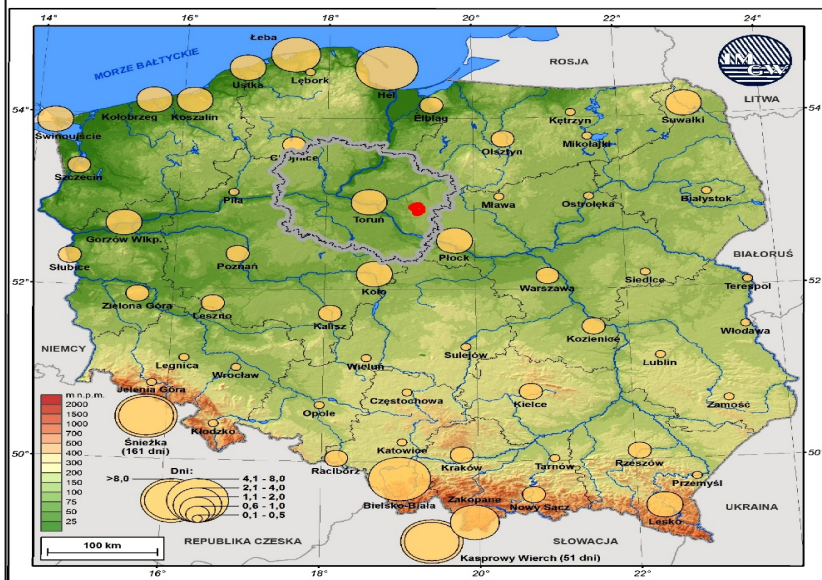 14° 16° 18° 20° 22° 24°
MORZE BAŁTYCKIE
Łeba
Ustka
Lębork
Hel
ROSJA
IMGW
LITWA
54°
54°
Świnoujście
Kołobrzeg
Koszalin
Elbląg
Kętrzyn
Suwałki
Szczecin
Chojnice
Olsztyn
Mikołajki
Piła
Toruń
Mława
Ostrołęka
Białystok
Gorzów Wlkp.
Płock
BIAŁORUŚ
Słubice
Poznań
52°
52°
Koło
Warszawa
Siedlce
Terespol
Zielona Góra
Leszno
Kalisz
Kozienice
Włodawa
NIEMCY
Legnica
Wrocław
Wieluń
Sulejów
Lublin
m n.p.m.
2000
1500
1000
700
500
400
300
200
150
100
75
50
25
Jelenia Góra
Opole
Częstochowa
Kielce
Zamość
Śnieżka
(161 dni)
Kłodzko
50°
50°
Racibórz
Katowice
Kraków
Tarnów
Rzeszów
Przemyśl
Dni:
>8,0
4,1 - 8,0
2,1 - 4,0
1,1 - 2,0
0,6 - 1,0
0,1 - 0,5
Bielsko-Biała
Zakopane
Nowy Sącz
Lesko
UKRAINA
100 km
REPUBLIKA CZESKA
SŁOWACJA
Kasprowy Wierch (51 dni)
16° 18° 20° 22°